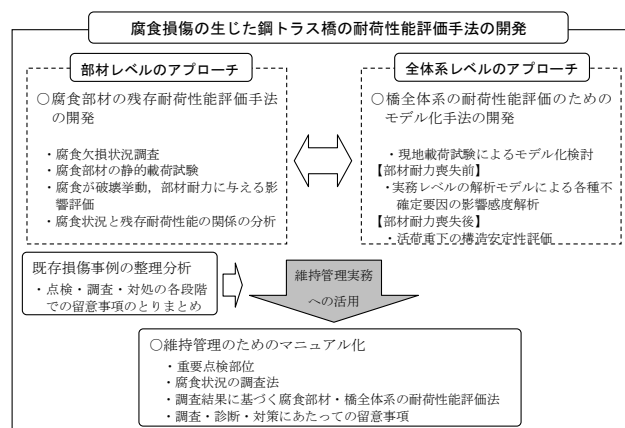 腐食損傷の生じた鋼トラス橋の耐荷性能評価手法の開発
部材レベルのアプローチ
○腐食部材の残存耐荷性能評価手法
の開発
・腐食欠損状況調査
・腐食部材の静的載荷試験
・腐食が破壊挙動，部材耐力に与える影
響評価
・腐食状況と残存耐荷性能の関係の分析
全体系レベルのアプローチ
○橋全体系の耐荷性能評価のための
モデル化手法の開発
・現地載荷試験によるモデル化検討
【部材耐力喪失前】
・実務レベルの解析モデルによる各種不
確定要因の影響感度解析
【部材耐力喪失後】
・活荷重下の構造安定性評価
既存損傷事例の整理分析
・点検・調査・対処の各段階
での留意事項のとりまとめ
維持管理実務
への活用
○維持管理のためのマニュアル化
・重要点検部位
・腐食状況の調査法
・調査結果に基づく腐食部材・橋全体系の耐荷性能評価法
・調査・診断・対策にあたっての留意事項